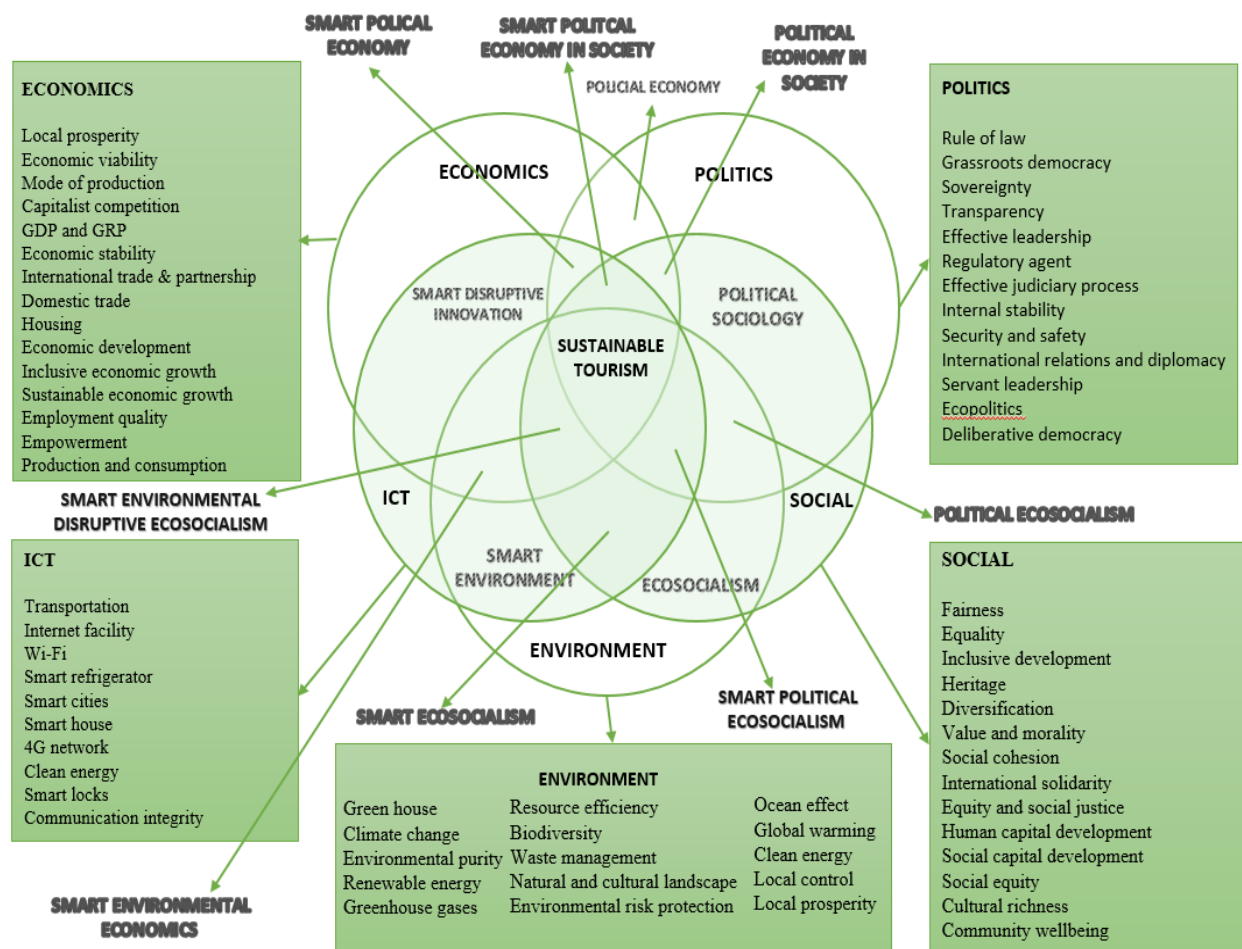 SMART POLICAL
ECONOMY
SMART POLITCAL
ECONOMY IN SOCIETY
POLITICAL
ECONOMY IN
SOCIETY
POLICIAL ECONOMY
ECONOMICS
Local prosperity
Economic viability
Mode of production
Capitalist competition
GDP and GRP
Economic stability
International trade & partnership
Domestic trade
Housing
Economic development
Inclusive economic growth
Sustainable economic growth
Employment quality
Empowerment
Production and consumption
POLITICS
Rule of law
Grassroots democracy
Sovereignty
Transparency
Effective leadership
Regulatory agent
Effective judiciary process
Internal stability
Security and safety
International relations and diplomacy
Servant leadership
Ecopolitics
Deliberative democracy
ECONOMICS
POLITICS
SMART DISRUPTIVE
INNOVATION
POLITICAL
SOCIOLOGY
SUSTAINABLE
TOURISM
ICT
SOCIAL
SMART
ENVIRONMENT
ECOSOCIALISM
ENVIRONMENT
SMART ENVIRONMENTAL
DISRUPTIVE ECOSOCIALISM
POLITICAL ECOSOCIALISM
ICT
Transportation
Internet facility
Wi-Fi
Smart refrigerator
Smart cities
Smart house
4G network
Clean energy
Smart locks
Communication integrity
SOCIAL
Fairness
Equality
Inclusive development
Heritage
Diversification
Value and morality
Social cohesion
International solidarity
Equity and social justice
Human capital development
Social capital development
Social equity
Cultural richness
Community wellbeing
SMART ECOSOCIALISM
SMART POLITICAL
ECOSOCIALISM
ENVIRONMENT
Green house
Climate change
Environmental purity
Renewable energy
Greenhouse gases
Resource efficiency
Biodiversity
Waste management
Natural and cultural landscape
Environmental risk protection
Ocean effect
Global warming
Clean energy
Local control
Local prosperity
SMART ENVIRONMENTAL
ECONOMICS